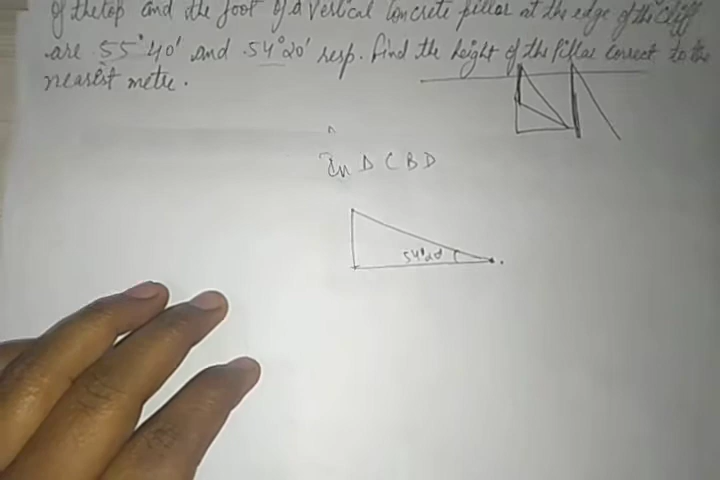 of the top and the foot of a vertical concrete pillar at the edge of the cliff
are 55°40' and 54°20' resp. find the height of the Pillar correct to the
nearest metre.
In D C B D
54°20'